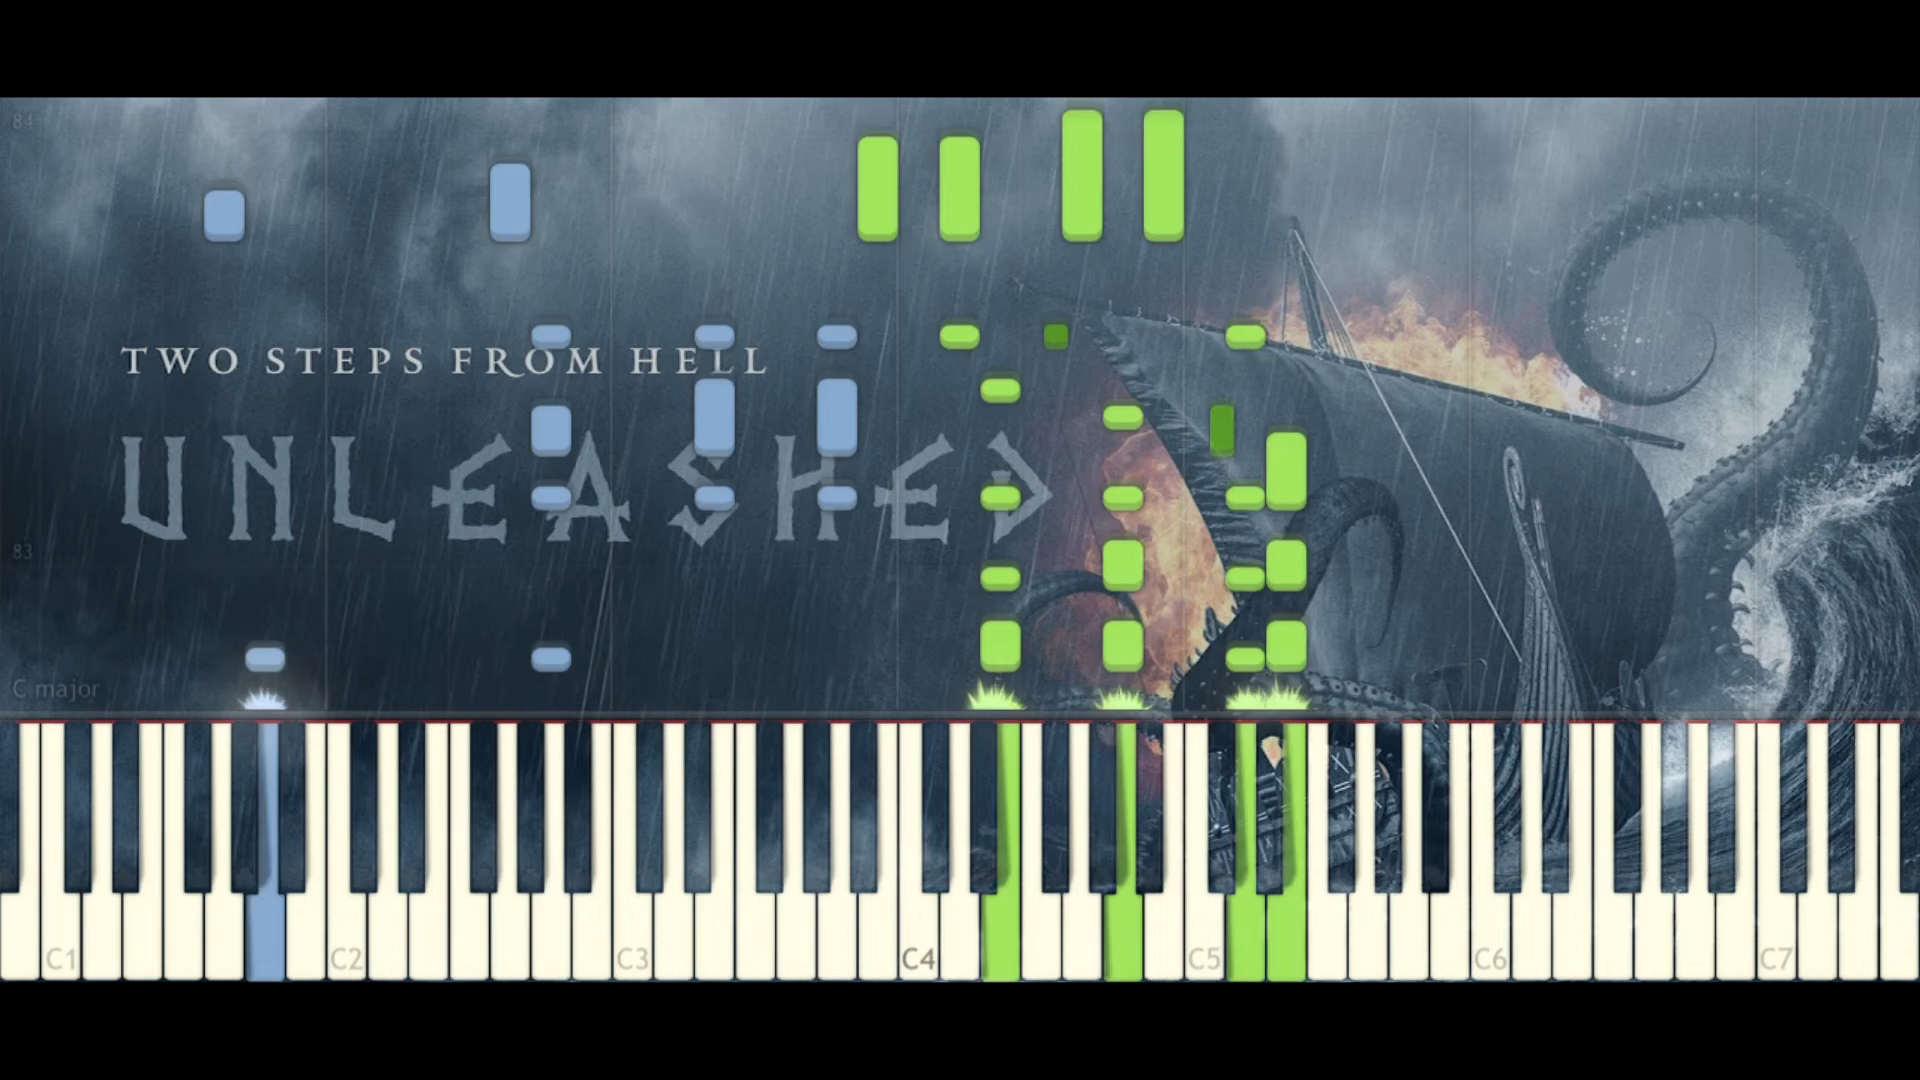 84
TWO STEPS FROM HELL
UNLEASHED
83
C major
C1 C2 C3 C4 C5 C6 C7